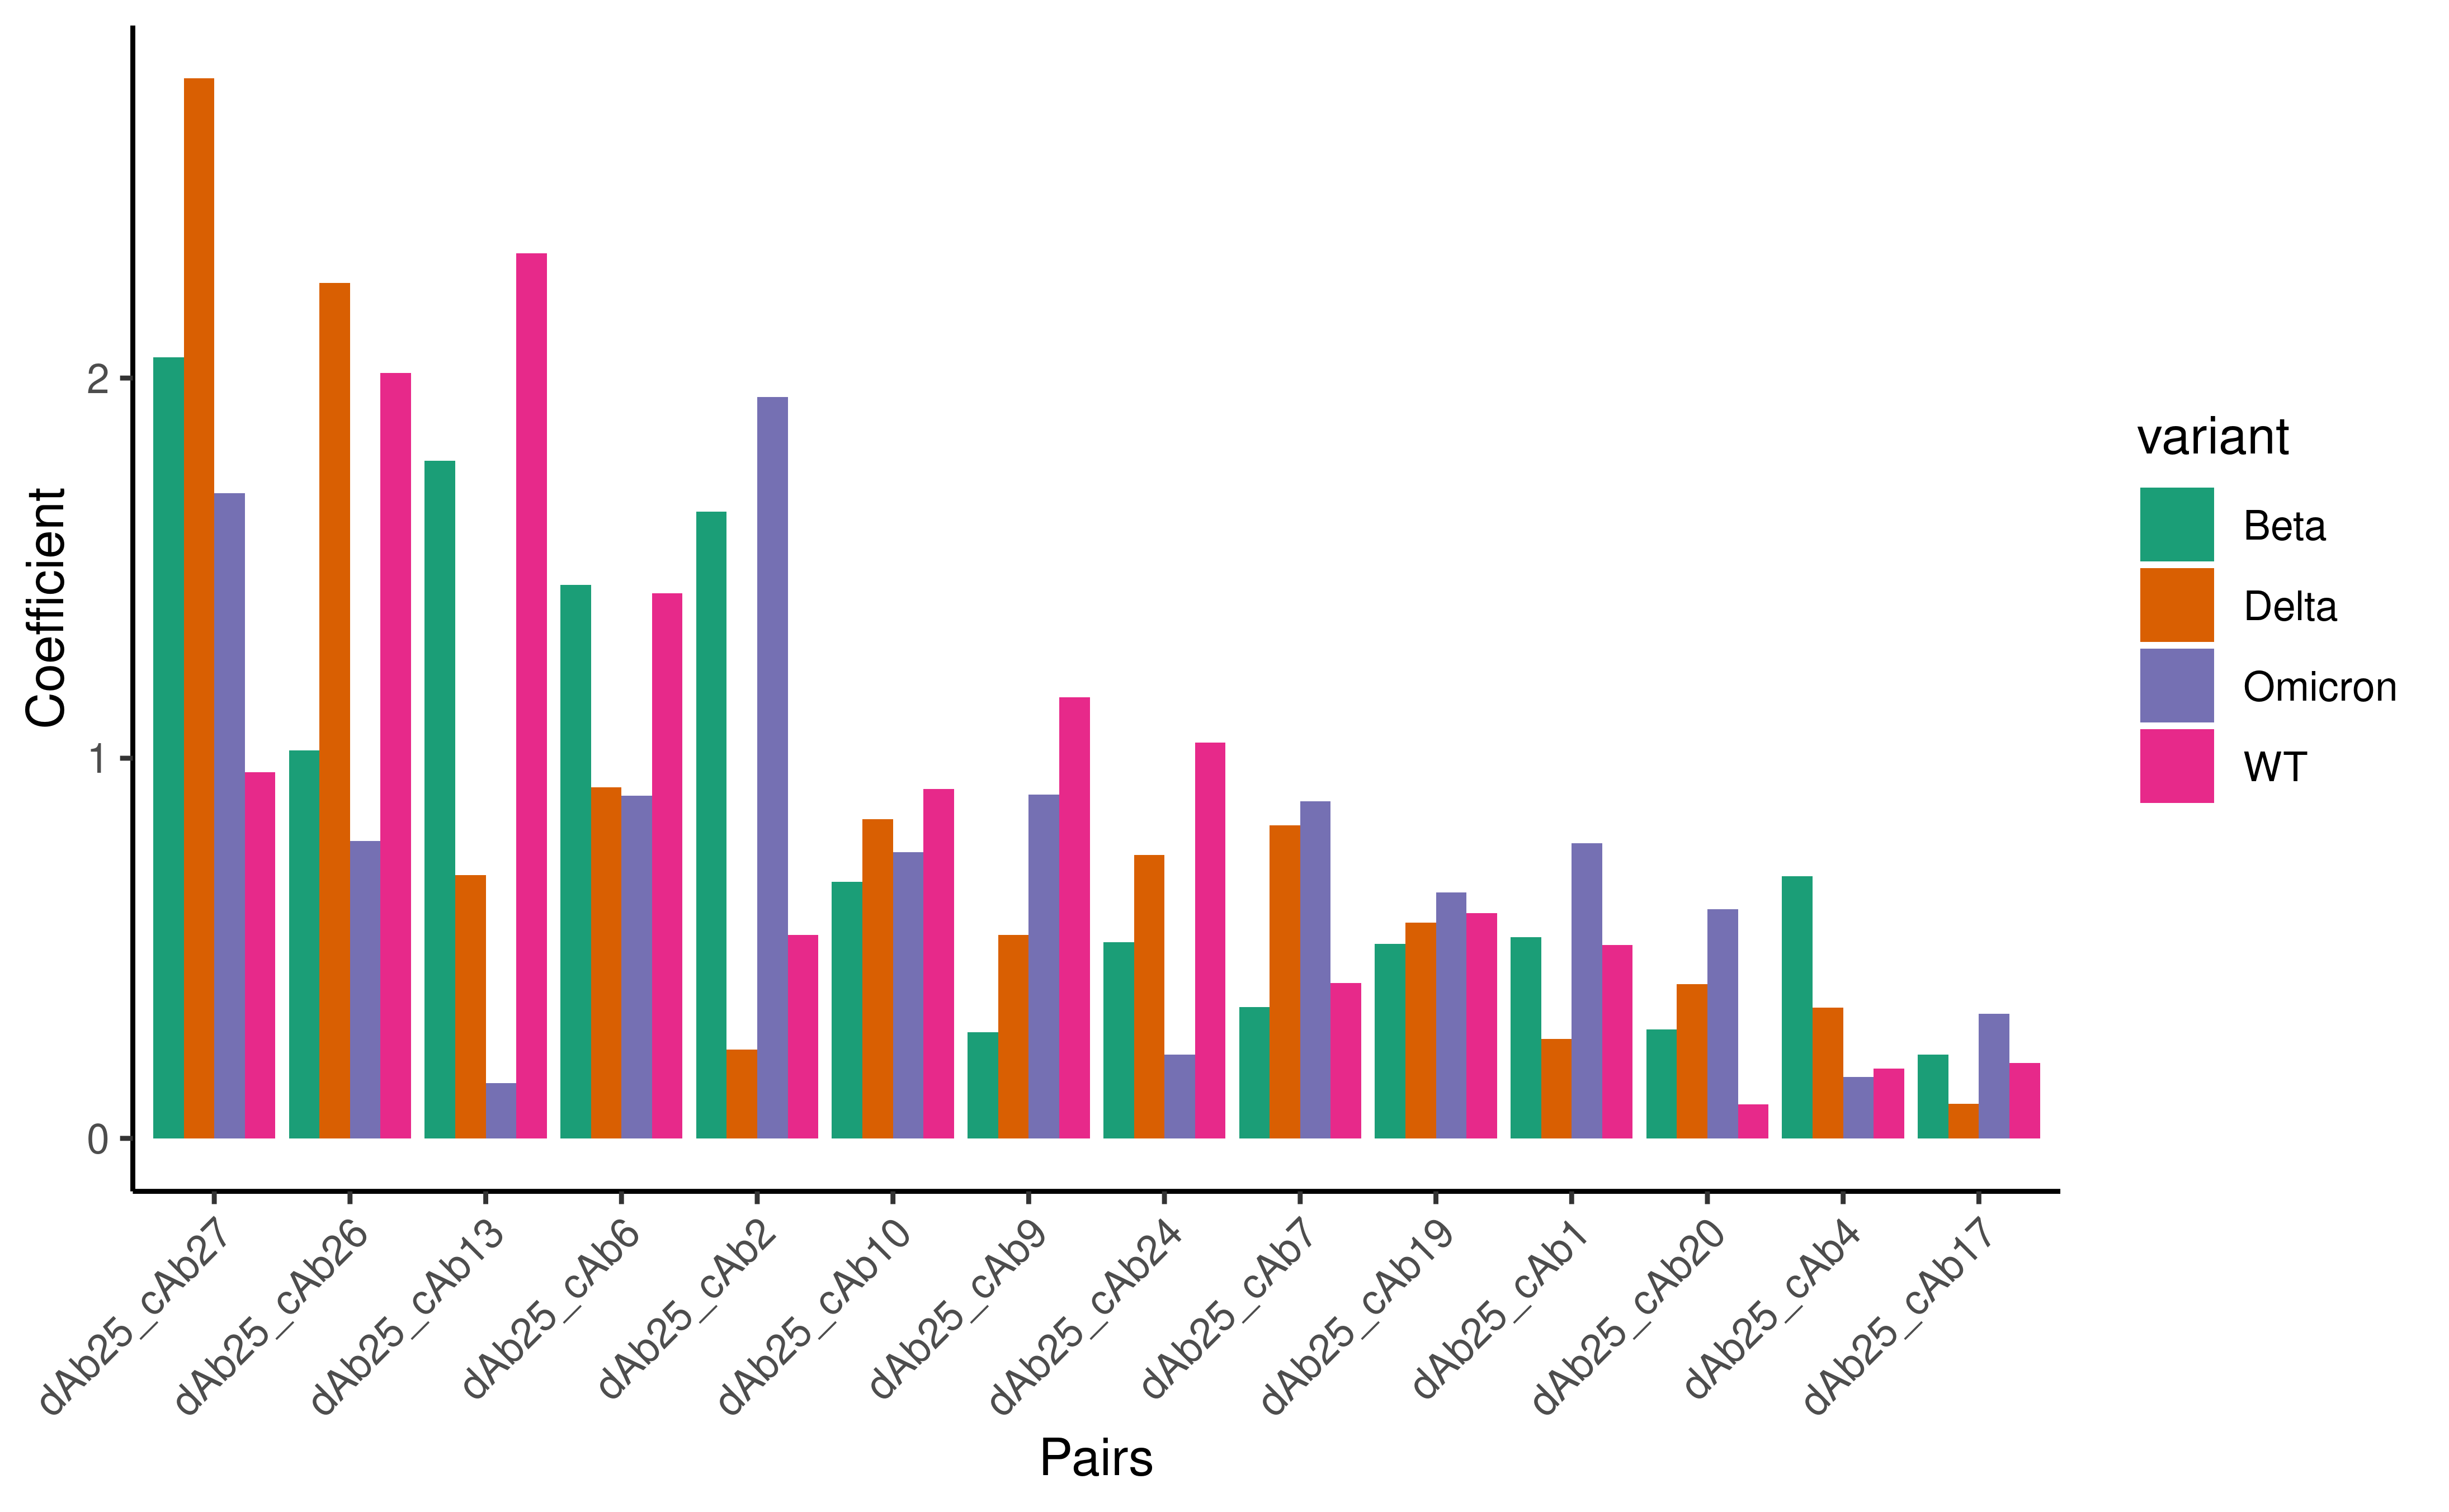 Coefficient
2
1
0
dAb25_cAb27
dAb25_cAb26
dAb25_cAb13
dAb25_cAb6
dAb25_cAb2
dAb25_cAb10
dAb25_cAb9
dAb25_cAb24
dAb25_cAb7
dAb25_cAb19
dAb25_cAb1
dAb25_cAb20
dAb25_cAb4
dAb25_cAb17
Pairs
variant
Beta
Delta
Omicron
WT